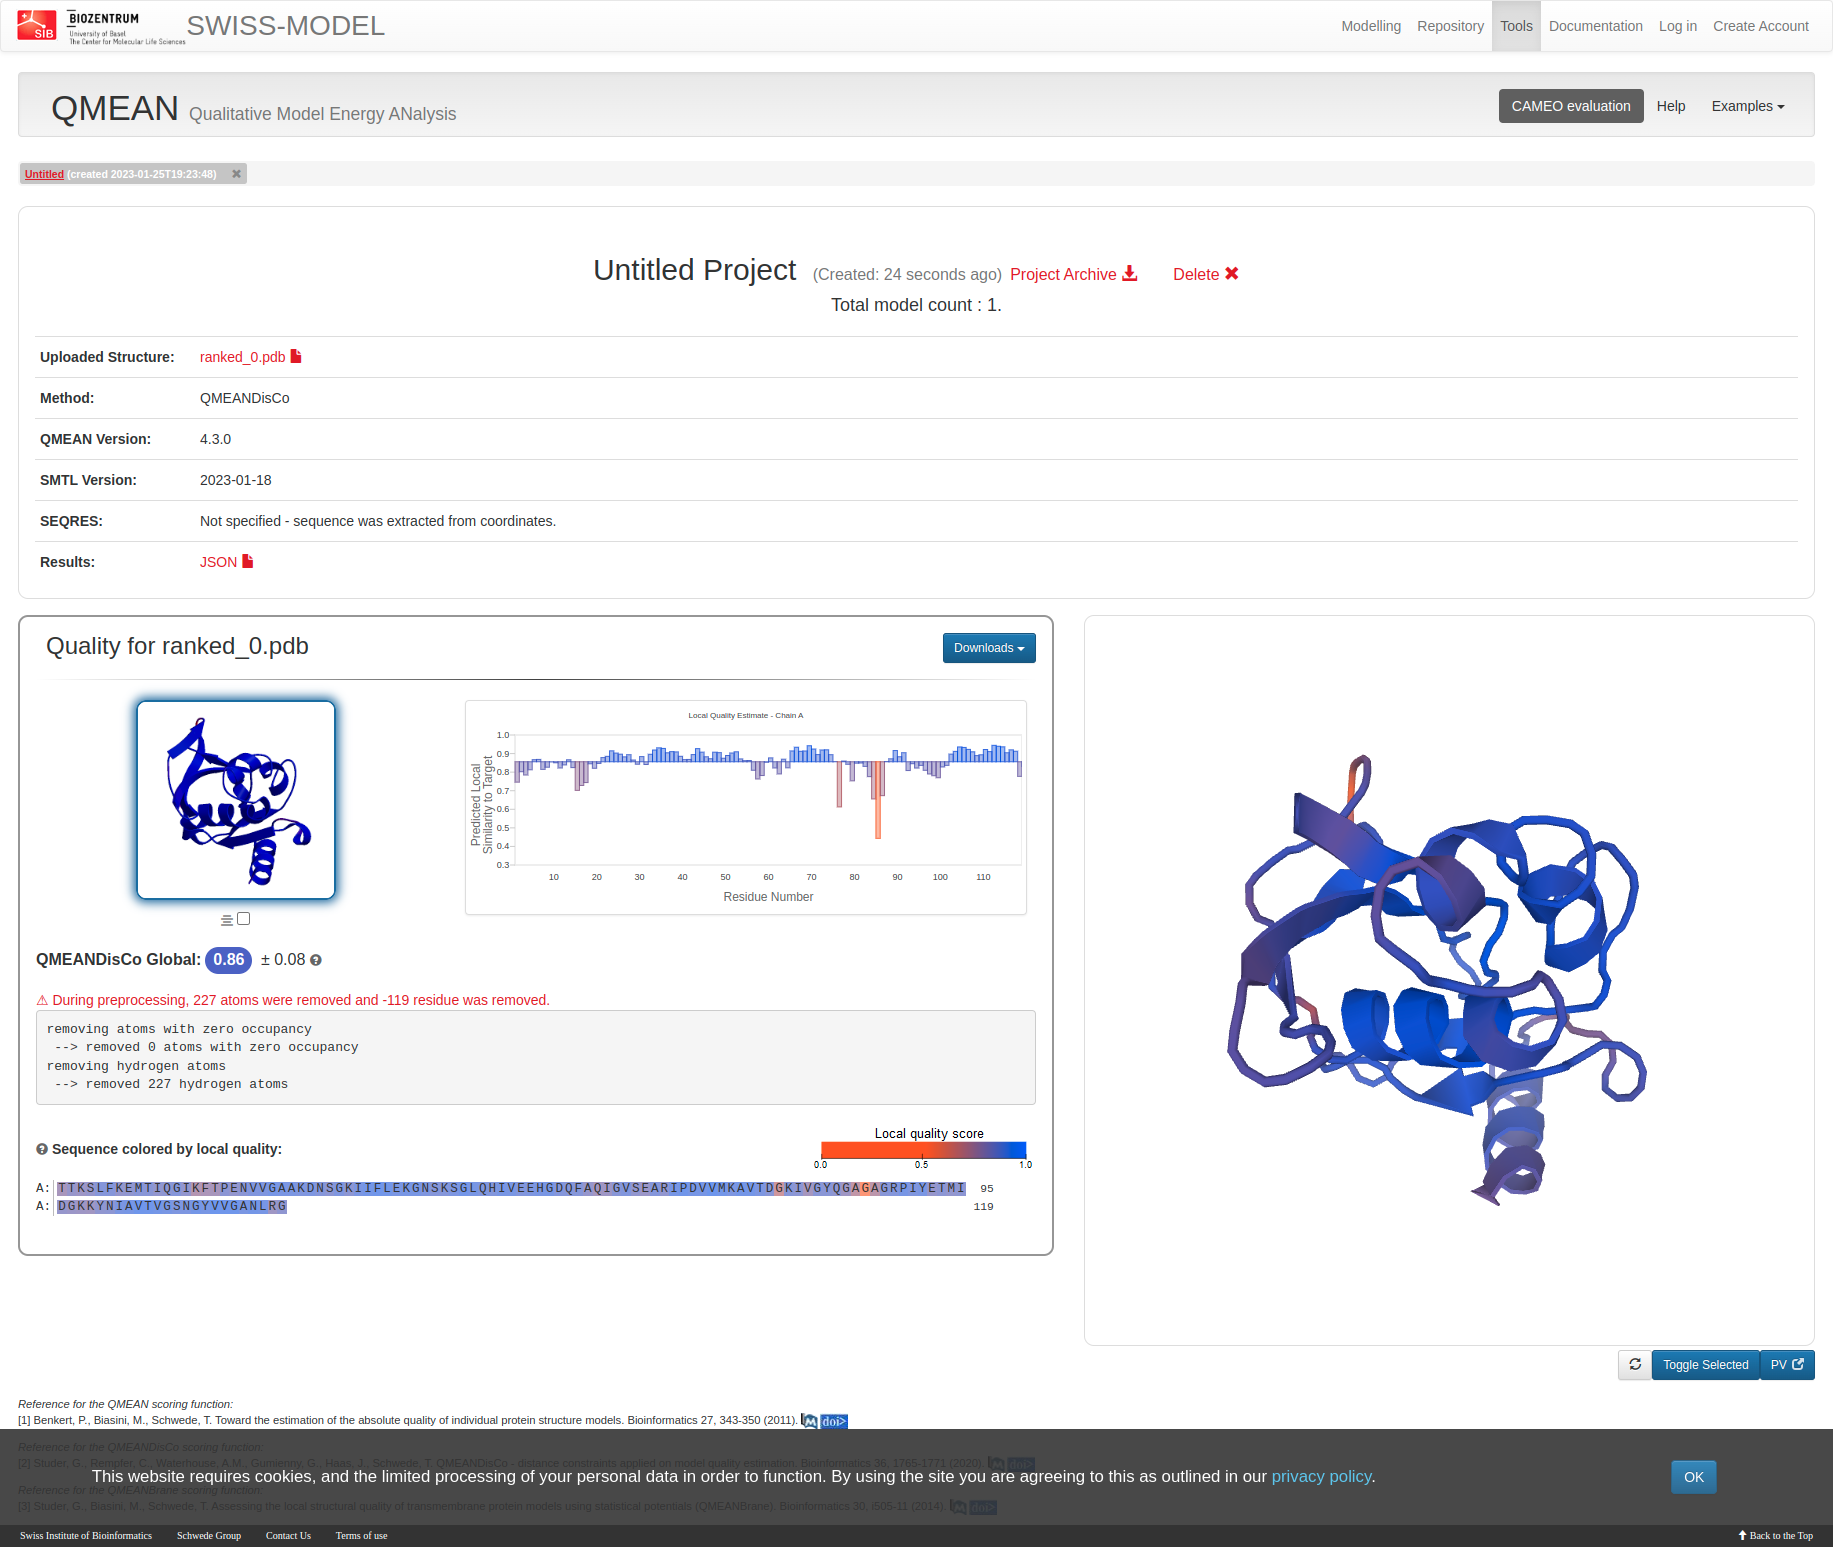 SIB
BIOZENTRUM
University of Basel
The Center for Molecular Life Sciences
SWISS-MODEL
Modelling Repository Tools Documentation Log in Create Account
QMEAN Qualitative Model Energy ANalysis
CAMEO evaluation Help Examples
Untitled (created 2023-01-25T19:23:48) ✖
Untitled Project (Created: 24 seconds ago) Project Archive Delete ✖
Total model count : 1.
Uploaded Structure: ranked_0.pdb
Method: QMEANDisCo
QMEAN Version: 4.3.0
SMTL Version: 2023-01-18
SEQRES: Not specified - sequence was extracted from coordinates.
Results: JSON
Quality for ranked_0.pdb
Downloads
Local Quality Estimate - Chain A
Predicted Local
Similarity to Target
1.0
0.9
0.8
0.7
0.6
0.5
0.4
0.3
10 20 30 40 50 60 70 80 90 100 110
Residue Number
QMEANDisCo Global: 0.86 ± 0.08
⚠ During preprocessing, 227 atoms were removed and -119 residue was removed.
removing atoms with zero occupancy
--> removed 0 atoms with zero occupancy
removing hydrogen atoms
--> removed 227 hydrogen atoms
Sequence colored by local quality:
Local quality score
0.0 0.5 1.0
A: TTKSLFKEMTIQGIKFTPENVVGAAKDNSGKIIFLEKGNSKSGLQHIVEEHGDQFAQIGVSEARIPDVVMKAVTDGKIVGYQGAGAGRPIYETMI 95
A: DGKKYNIAVTVGSNGYVVGANLRG 119
Toggle Selected PV
Reference for the QMEAN scoring function:
[1] Benkert, P., Biasini, M., Schwede, T. Toward the estimation of the absolute quality of individual protein structure models. Bioinformatics 27, 343-350 (2011). M doi>
Reference for the QMEANDisCo scoring function:
[2] Studer, G., Rempfer, C., Waterhouse, A.M., Gumienny, G., Haas, J., Schwede, T. QMEANDisCo - distance constraints applied on model quality estimation. Bioinformatics 36, 1765-1771 (2020). M doi>
This website requires cookies, and the limited processing of your personal data in order to function. By using the site you are agreeing to this as outlined in our privacy policy.
OK
Reference for the QMEANBrane scoring function:
[3] Studer, G., Biasini, M., Schwede, T. Assessing the local structural quality of transmembrane protein models using statistical potentials (QMEANBrane). Bioinformatics 30, i505-11 (2014). M doi>
Swiss Institute of Bioinformatics Schwede Group Contact Us Terms of use Back to the Top